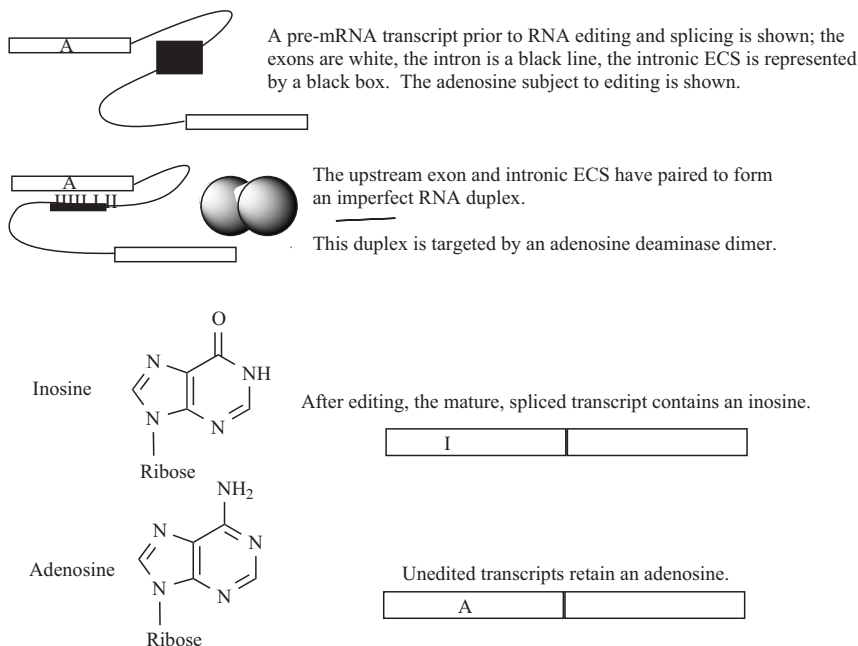 A
A pre-mRNA transcript prior to RNA editing and splicing is shown; the
exons are white, the intron is a black line, the intronic ECS is represented
by a black box. The adenosine subject to editing is shown.
A
The upstream exon and intronic ECS have paired to form
an imperfect RNA duplex.
This duplex is targeted by an adenosine deaminase dimer.
O
N
NH
Inosine
N
N
Ribose
After editing, the mature, spliced transcript contains an inosine.
I
NH2
N
N
Adenosine
N
N
Ribose
Unedited transcripts retain an adenosine.
A